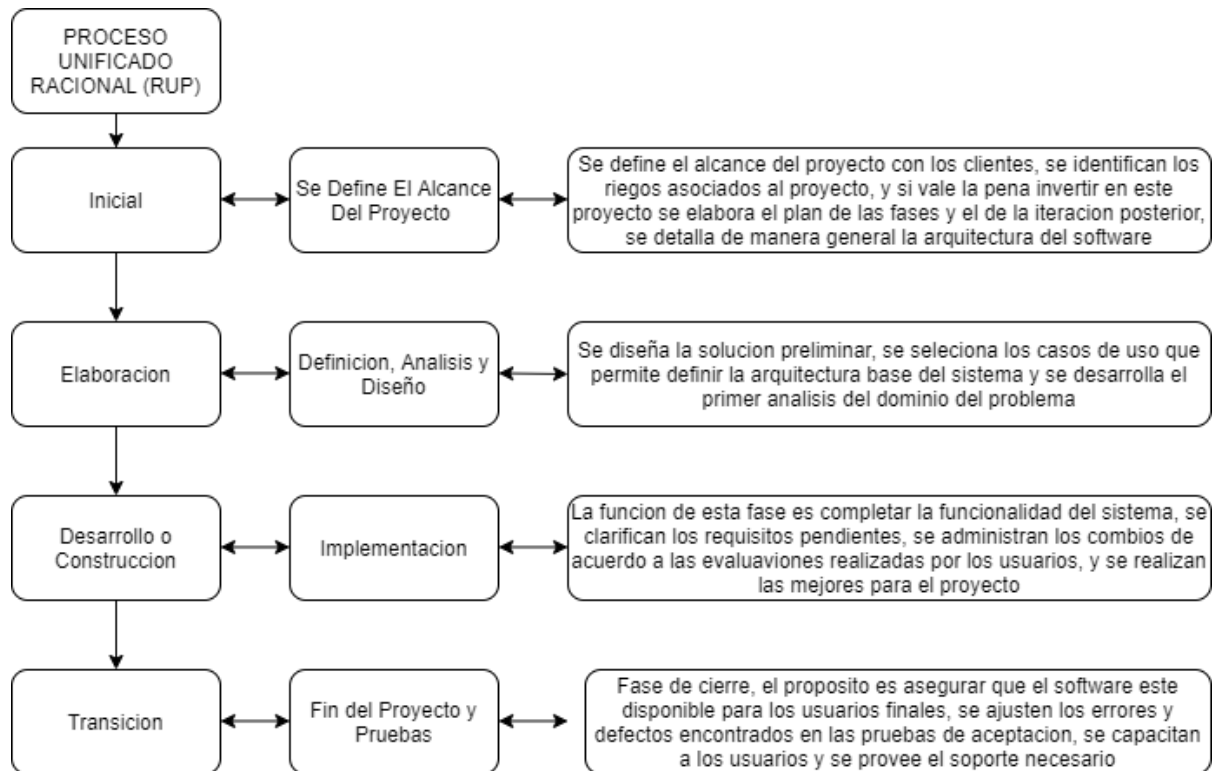 PROCESO
UNIFICADO
RACIONAL (RUP)
Inicial
Se Define El Alcance
Del Proyecto
Se define el alcance del proyecto con los clientes, se identifican los
riegos asociados al proyecto, y si vale la pena invertir en este
proyecto se elabora el plan de las fases y el de la iteracion posterior,
se detalla de manera general la arquitectura del software
Elaboracion
Definicion, Analisis y
Diseño
Se diseña la solucion preliminar, se seleciona los casos de uso que
permite definir la arquitectura base del sistema y se desarrolla el
primer analisis del dominio del problema
Desarrollo o
Construccion
Implementacion
La funcion de esta fase es completar la funcionalidad del sistema, se
clarifican los requisitos pendientes, se administran los combios de
acuerdo a las evaluaviones realizadas por los usuarios, y se realizan
las mejores para el proyecto
Transicion
Fin del Proyecto y
Pruebas
Fase de cierre, el proposito es asegurar que el software este
disponible para los usuarios finales, se ajusten los errores y
defectos encontrados en las pruebas de aceptacion, se capacitan
a los usuarios y se provee el soporte necesario